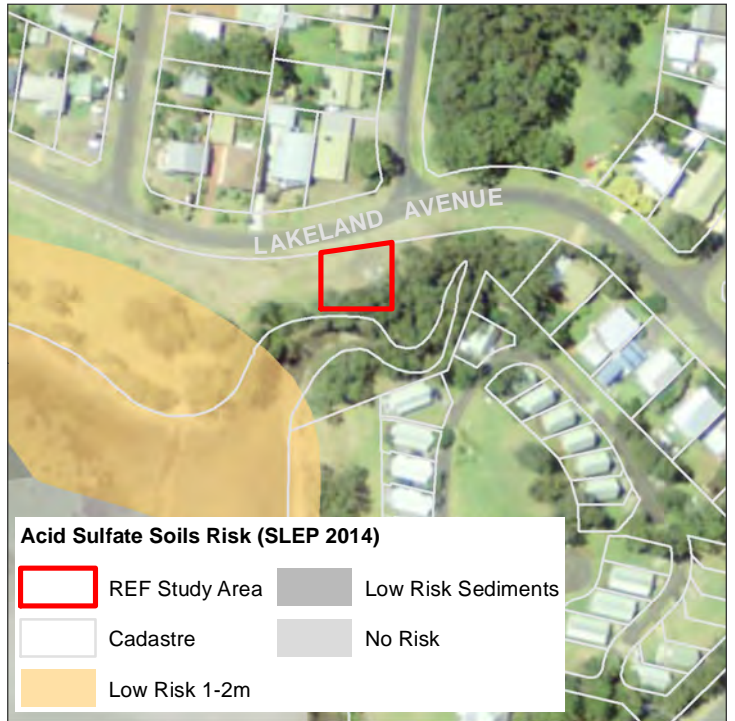 LAKELAND AVENUE
Acid Sulfate Soils Risk (SLEP 2014)
REF Study Area
Low Risk Sediments
Cadastre
No Risk
Low Risk 1-2m